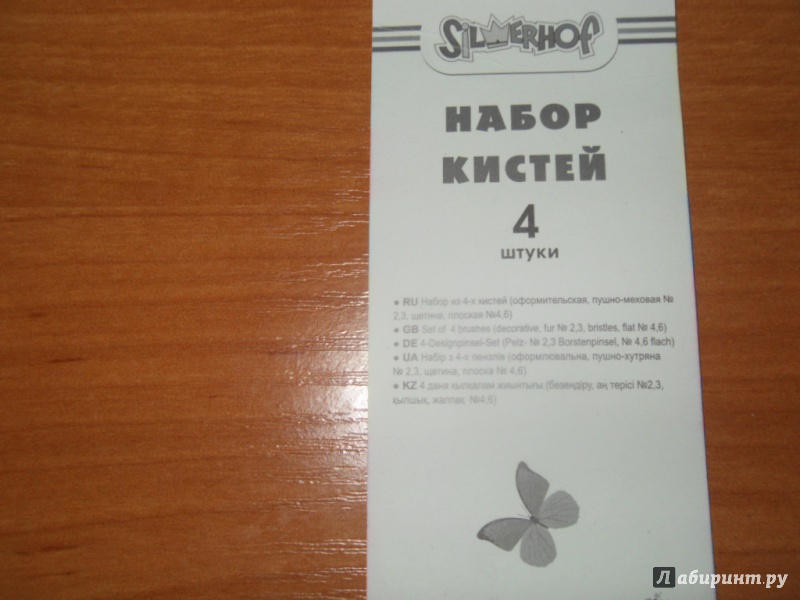 SILWERHOF
НАБОР
КИСТЕЙ
4
штуки
● RU Набор из 4-х кистей (оформительская, пушно-меховая №
2,3, щетина, плоская №4,6)
● GB Set of 4 brushes (decorative, fur № 2,3, bristles, flat № 4,6)
● DE 4-Designpinsel-Set (Pelz- № 2,3 Borstenpinsel, № 4,6 flach)
● UA Набір з 4-х пензлів (оформлювальна, пушно-хутряна
№ 2,3, щетина, плоска № 4,6)
● KZ 4 дана қылқалам жиынтығы (безендіру, аң терісі №2,3,
қылшық, жалпақ №4,6)
Лабиринт.ру